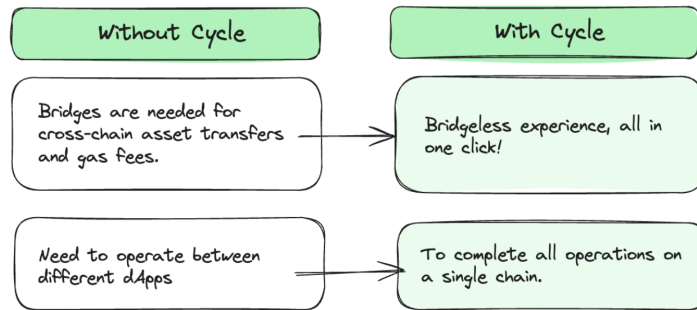 Without Cycle
With Cycle
Bridges are needed for
cross-chain asset transfers
and gas fees.
Bridgeless experience, all in
one click!
Need to operate between
different dApps
To complete all operations on
a single chain.